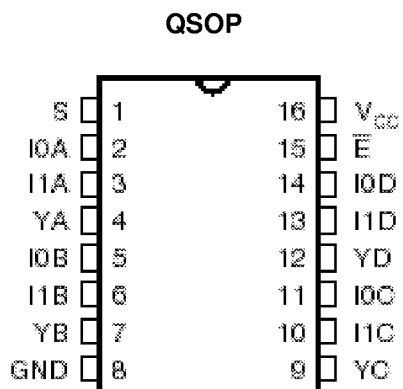 QSOP
S 1 16 V_CC
I0A 2 15 E̅
I1A 3 14 I0D
YA 4 13 I1D
I0B 5 12 YD
I1B 6 11 I0C
YB 7 10 I1C
GND 8 9 YC